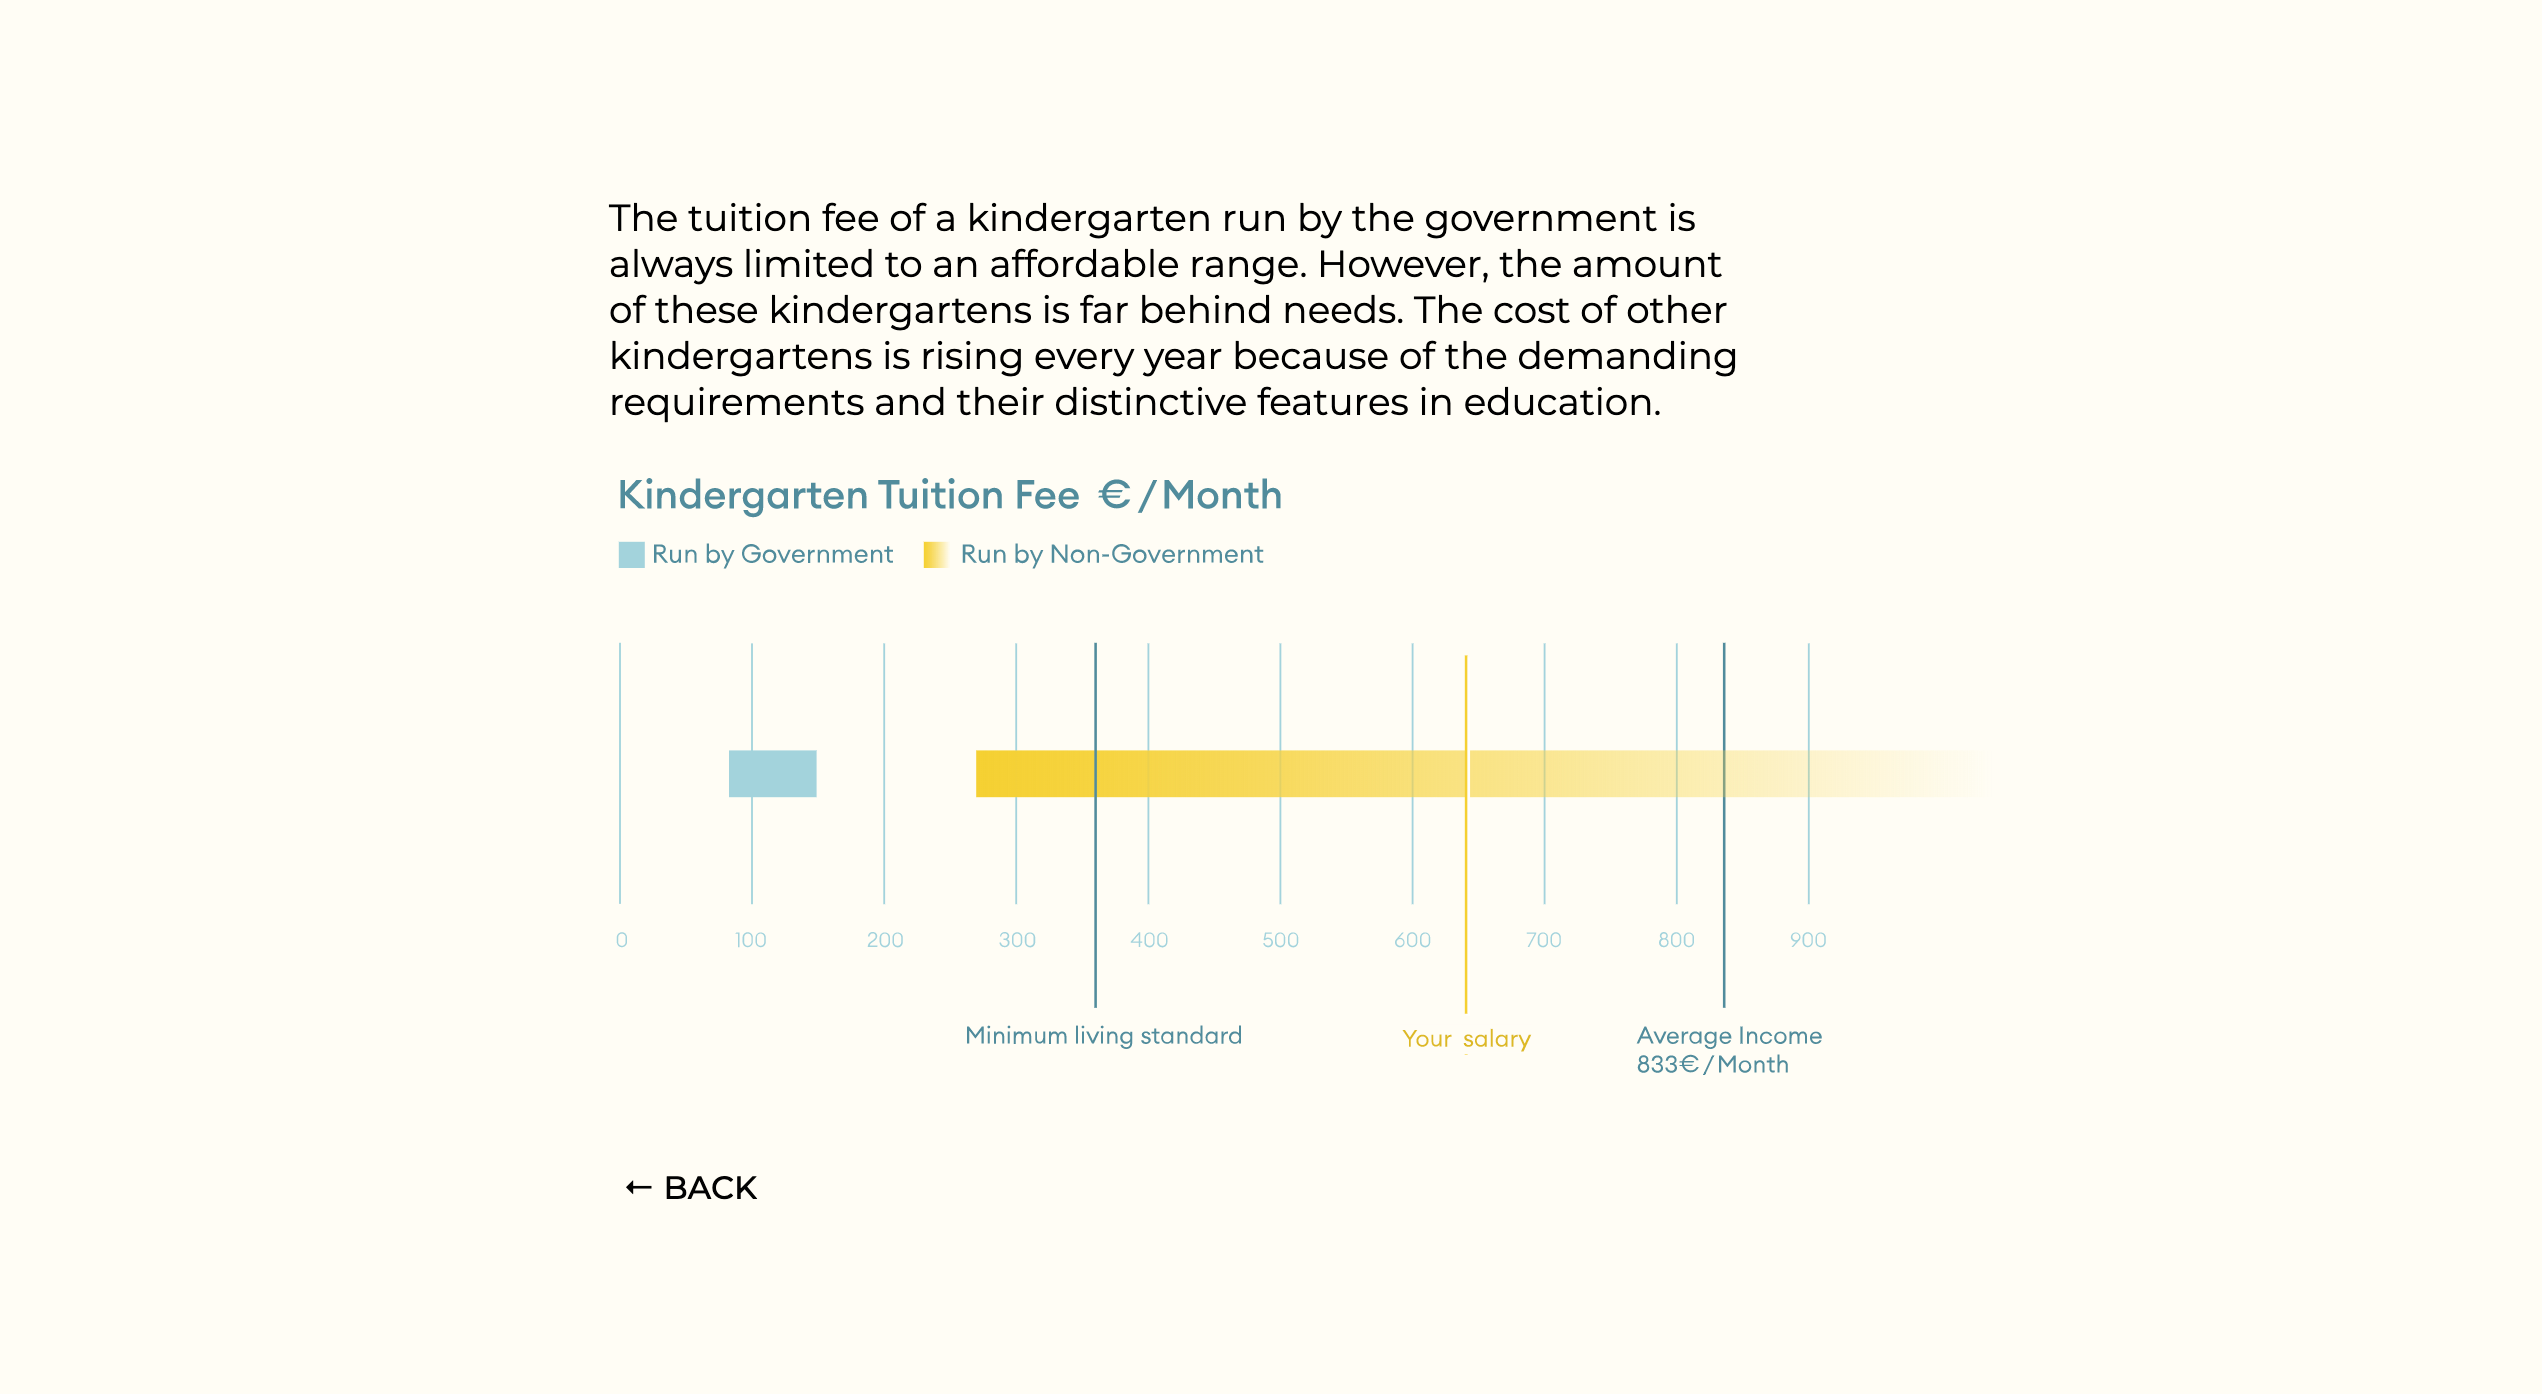 The tuition fee of a kindergarten run by the government is
always limited to an affordable range. However, the amount
of these kindergartens is far behind needs. The cost of other
kindergartens is rising every year because of the demanding
requirements and their distinctive features in education.
Kindergarten Tuition Fee €/Month
Run by Government Run by Non-Government
0 100 200 300 400 500 600 700 800 900
Minimum living standard Your salary Average Income
833€/Month
← BACK